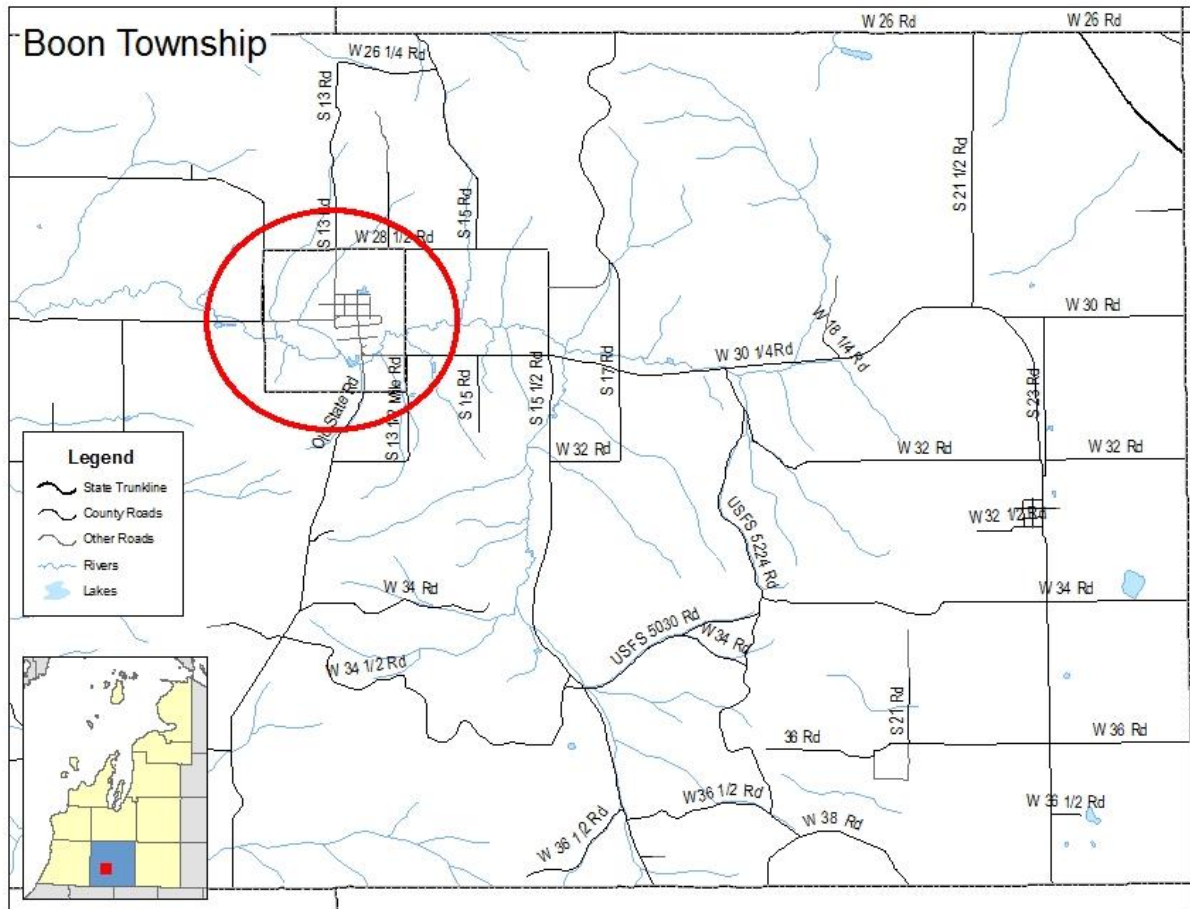 Boon Township
W 26 Rd
W 26 Rd
W 26 1/4 Rd
S 13 Rd
S 21 1/2 Rd
S 15 Rd
S 13 Rd
W 28 1/2 Rd
W 30 Rd
W 18 1/4 Rd
W 30 1/4 Rd
S 17 Rd
S 15 1/2 Rd
S 15 Rd
S 13 1/2 Mile Rd
Old State Rd
S 23 Rd
W 32 Rd
W 32 Rd
W 32 Rd
Legend
State Trunkline
County Roads
Other Roads
Rivers
Lakes
W 32 1/2 Rd
USFS 5224 Rd
W 34 Rd
W 34 Rd
USFS 5030 Rd
W 34 Rd
W 34 1/2 Rd
S 21 Rd
36 Rd
W 36 Rd
W 36 1/2 Rd
W 36 1/2 Rd
W 38 Rd
W 36 1/2 Rd